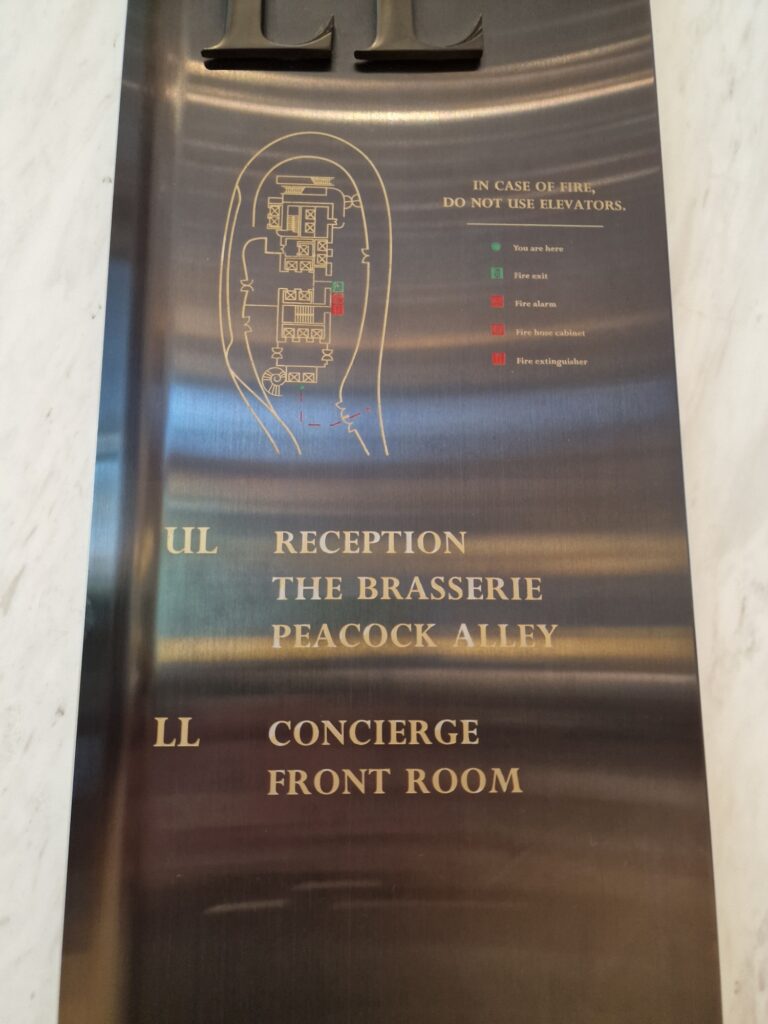 LL
IN CASE OF FIRE,
DO NOT USE ELEVATORS.
You are here
Fire exit
Fire alarm
Fire hose cabinet
Fire extinguisher
UL RECEPTION
THE BRASSERIE
PEACOCK ALLEY
LL CONCIERGE
FRONT ROOM